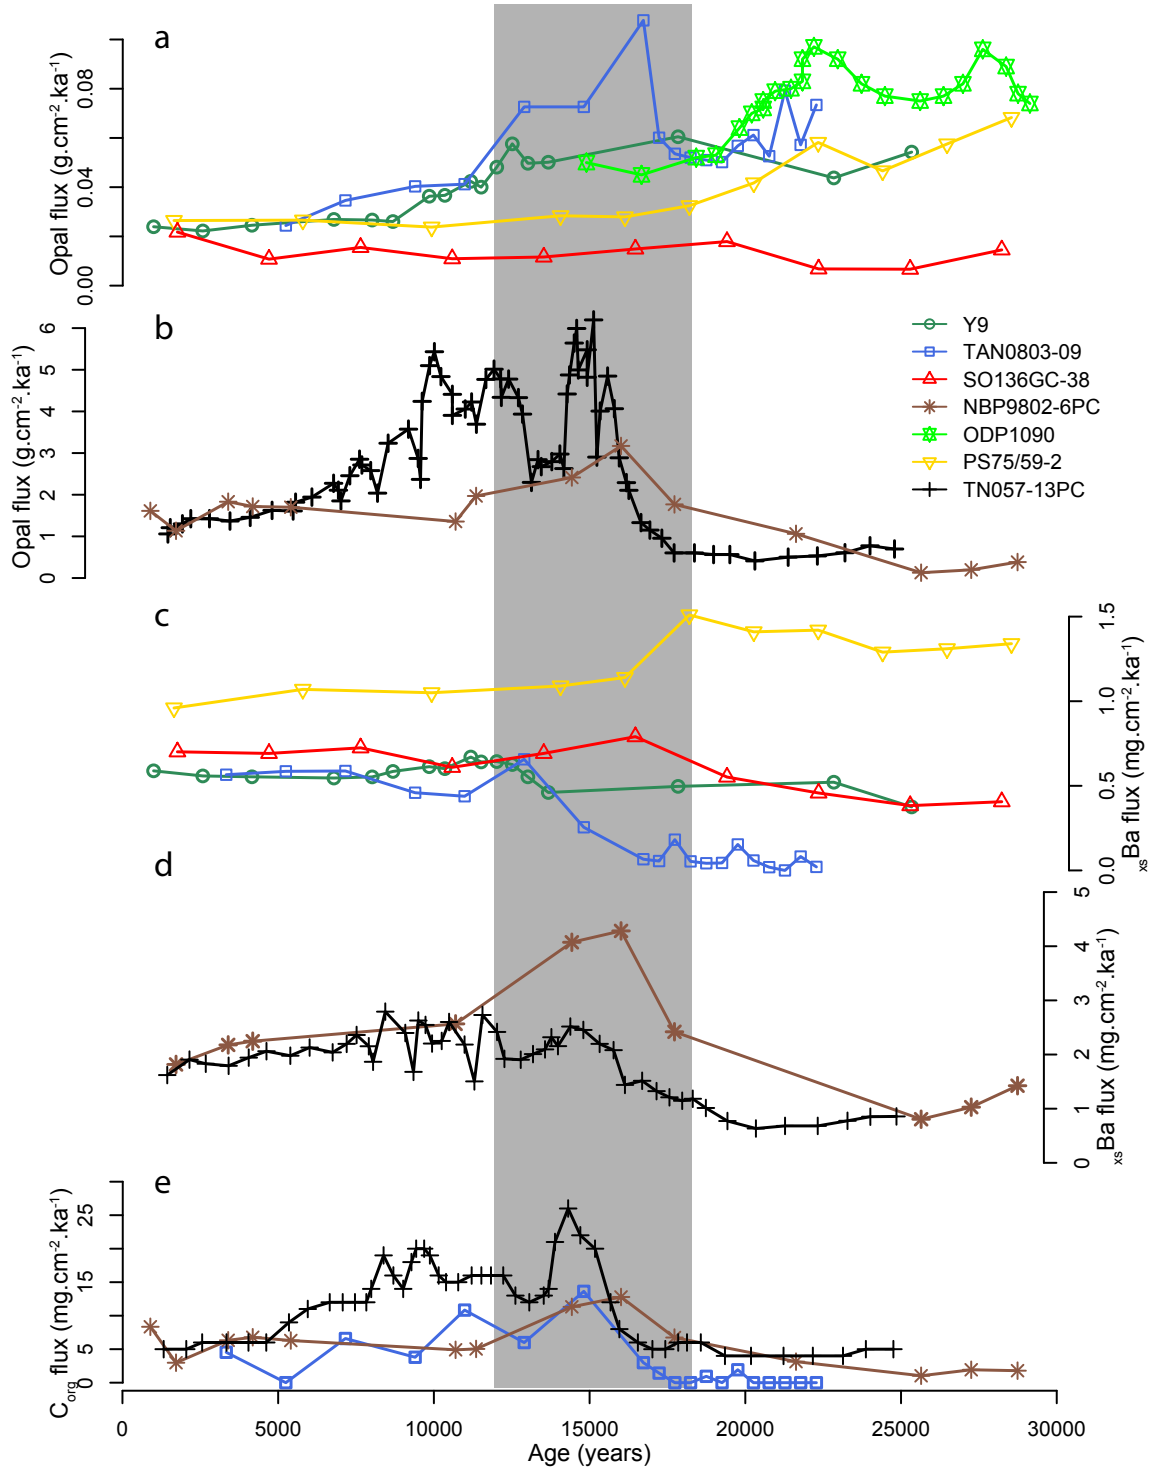 a
Opal flux (g.cm-2.ka-1)
0.00 0.04 0.08
b
Opal flux (g.cm-2.ka-1)
0 1 2 3 4 5 6
Y9
TAN0803-09
SO136GC-38
NBP9802-6PC
ODP1090
PS75/59-2
TN057-13PC
c
0.0 0.5 1.0 1.5
xsBa flux (mg.cm-2.ka-1)
d
0 1 2 3 4 5
xsBa flux (mg.cm-2.ka-1)
e
Corg flux (mg.cm-2.ka-1)
0 5 15 25
0 5000 10000 15000 20000 25000 30000
Age (years)